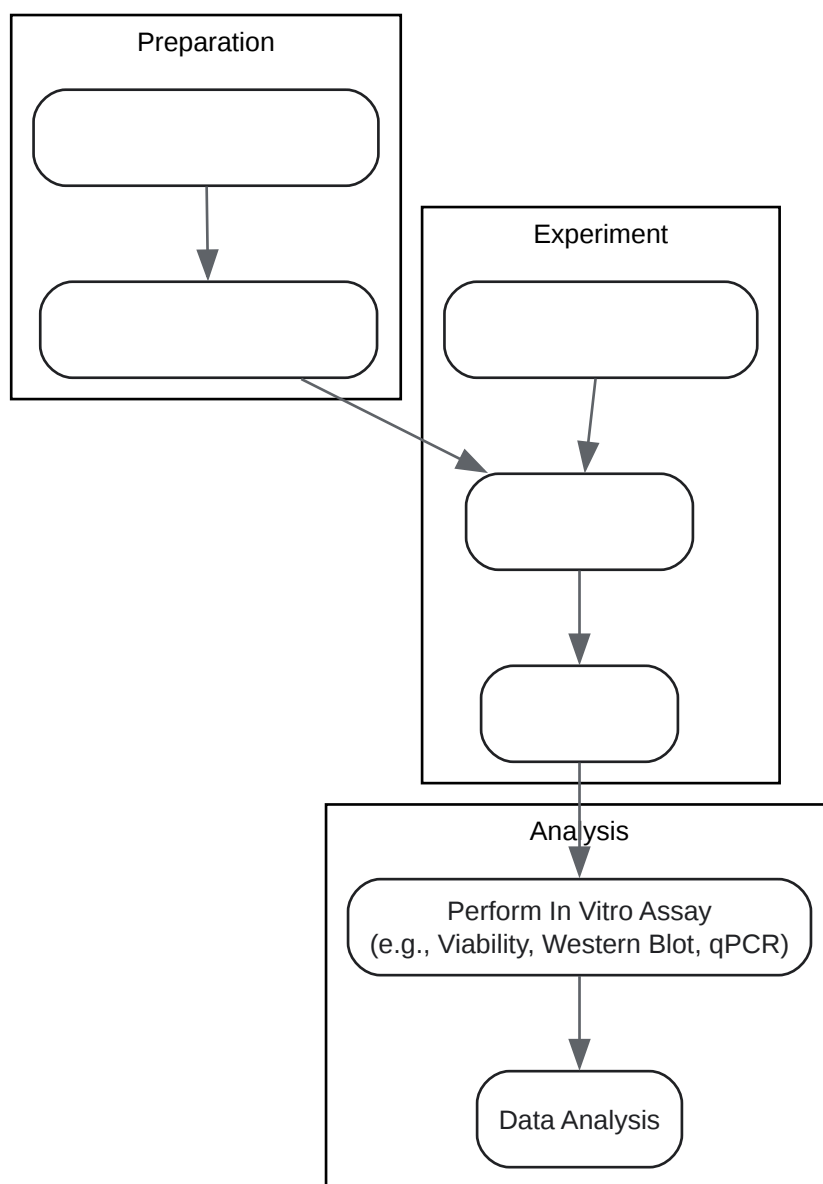 Preparation
Experiment
Analysis
Perform In Vitro Assay
(e.g., Viability, Western Blot, qPCR)
Data Analysis